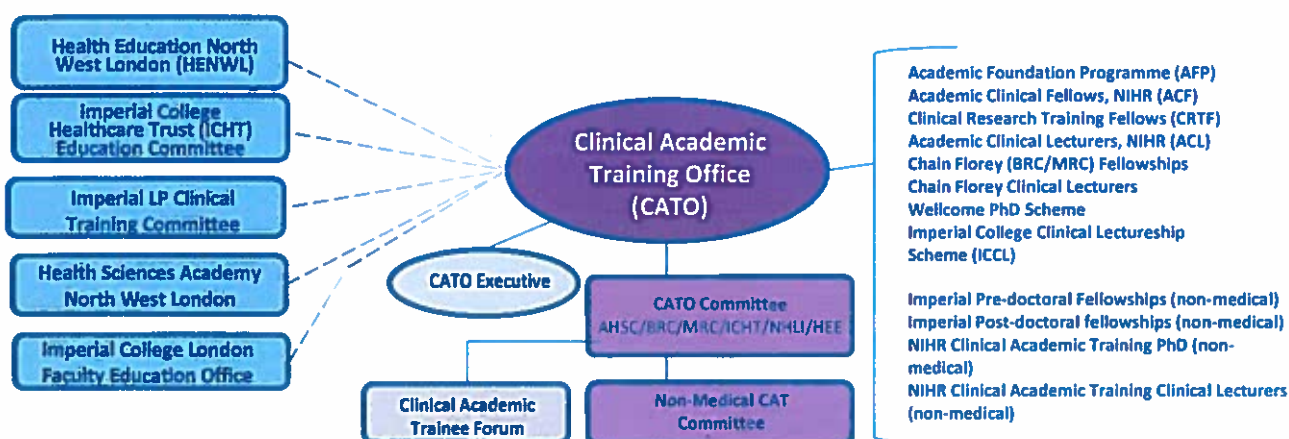 Health Education North
West London (HENWL)
Imperial College
Healthcare Trust (ICHT)
Education Committee
Imperial LP Clinical
Training Committee
Health Sciences Academy
North West London
Imperial College London
Faculty Education Office
Clinical Academic
Training Office
(CATO)
CATO Executive
CATO Committee
AHSC/BRC/MRC/ICHT/NHLI/HEE
Clinical Academic
Trainee Forum
Non-Medical CAT
Committee
Academic Foundation Programme (AFP)
Academic Clinical Fellows, NIHR (ACF)
Clinical Research Training Fellows (CRTF)
Academic Clinical Lecturers, NIHR (ACL)
Chain Florey (BRC/MRC) Fellowships
Chain Florey Clinical Lecturers
Wellcome PhD Scheme
Imperial College Clinical Lectureship
Scheme (ICCL)
Imperial Pre-doctoral Fellowships (non-medical)
Imperial Post-doctoral fellowships (non-medical)
NIHR Clinical Academic Training PhD (non-
medical)
NIHR Clinical Academic Training Clinical Lecturers
(non-medical)